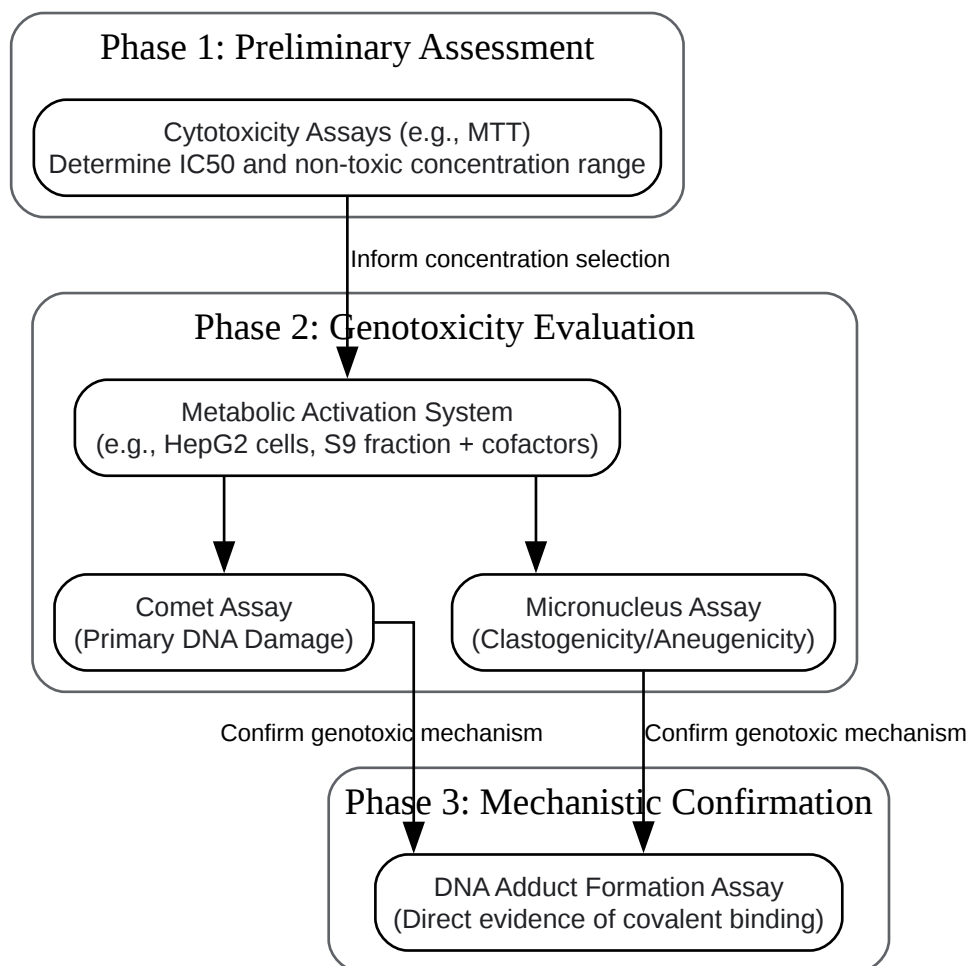 Phase 1: Preliminary Assessment
Cytotoxicity Assays (e.g., MTT)
Determine IC50 and non-toxic concentration range
Inform concentration selection
Phase 2: Genotoxicity Evaluation
Metabolic Activation System
(e.g., HepG2 cells, S9 fraction + cofactors)
Comet Assay
(Primary DNA Damage)
Micronucleus Assay
(Clastogenicity/Aneugenicity)
Confirm genotoxic mechanism
Confirm genotoxic mechanism
Phase 3: Mechanistic Confirmation
DNA Adduct Formation Assay
(Direct evidence of covalent binding)